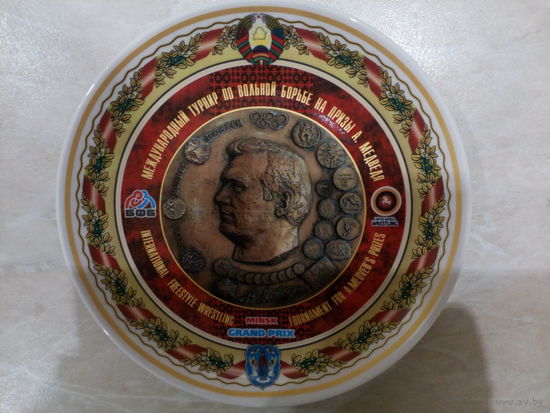 МЕЖДУНАРОДНЫЙ ТУРНИР ПО ВОЛЬНОЙ БОРЬБЕ НА ПРИЗЫ А. МЕДВЕДЯ
БФБ
WRESTLING
INTERNATIONAL FREESTYLE WRESTLING TOURNAMENT FOR A.MEDVED'S PRIZES
MINSK
GRAND PRIX
www.ay.by